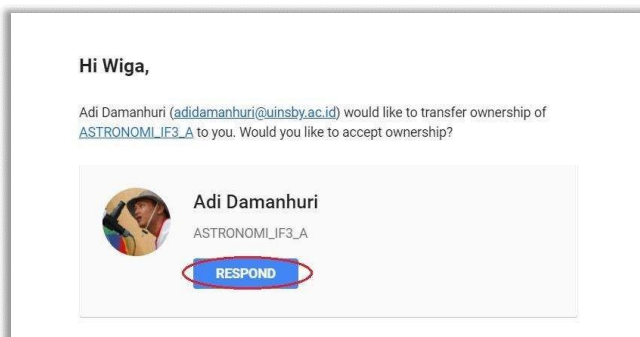 Hi Wiga,
Adi Damanhuri (adidamanhuri@uinsby.ac.id) would like to transfer ownership of
ASTRONOMI_IF3_A to you. Would you like to accept ownership?
Adi Damanhuri
ASTRONOMI_IF3_A
RESPOND